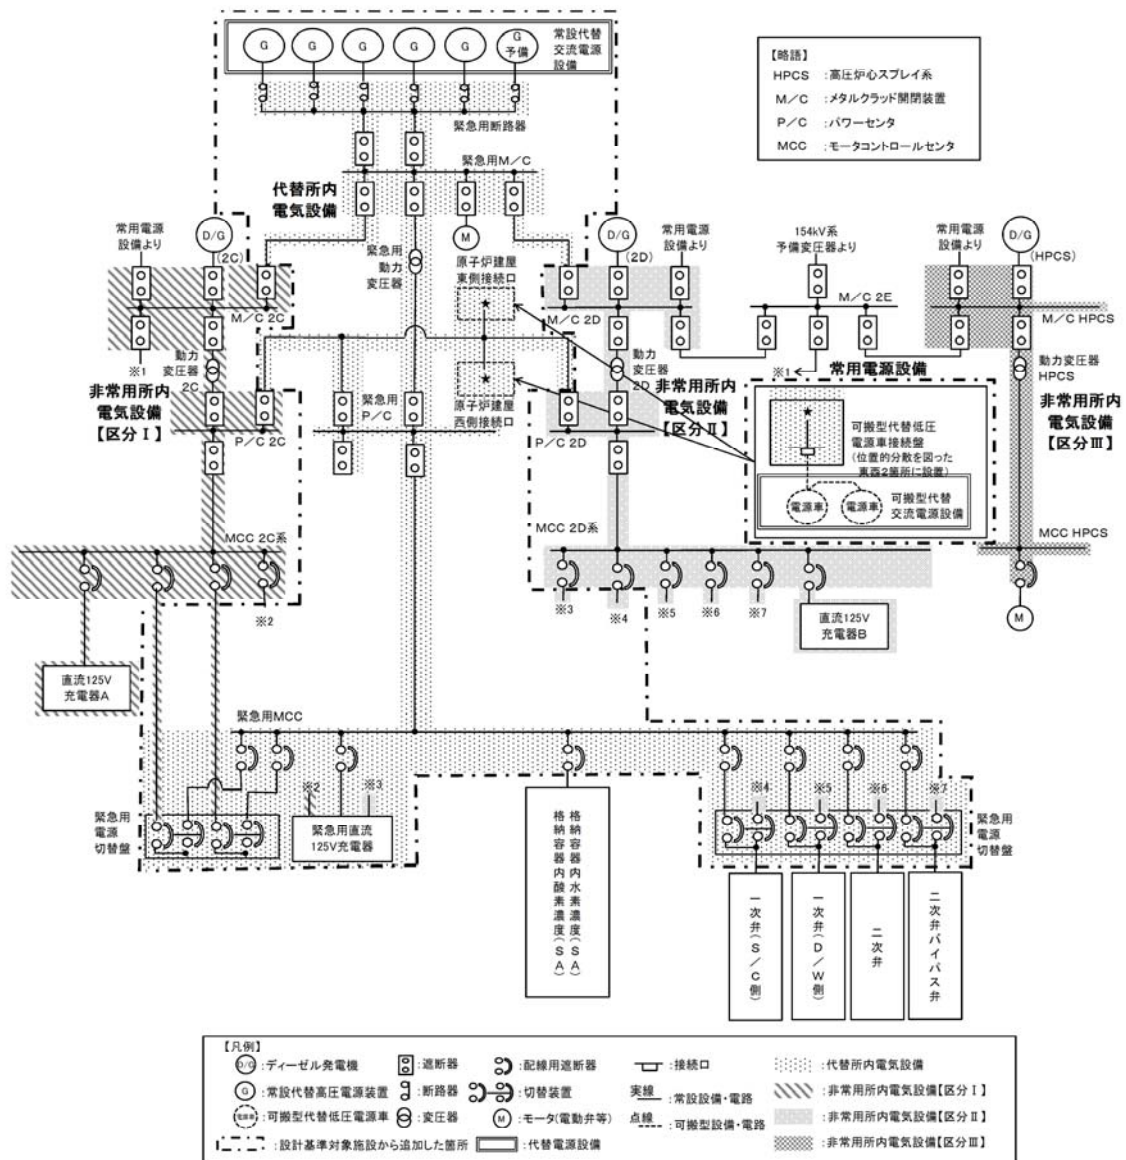 G
G
G
G
G
G
予備
常設代替
交流電源
設備
【略語】
HPCS :高圧炉心スプレイ系
M/C :メタルクラッド開閉装置
P/C :パワーセンタ
MCC :モータコントロールセンタ
緊急用断路器
緊急用M/C
代替所内
電気設備
常用電源
設備より
D/G
(2C)
M
緊急用
動力
変圧器
原子炉建屋
東側接続口
★
D/G
(2D)
常用電源
設備より
154kV系
予備変圧器より
常用電源
設備より
D/G
(HPCS)
M/C 2C
M/C 2D
M/C 2E
M/C HPCS
※1
動力
変圧器
2C
非常用所内
電気設備
【区分Ⅰ】
P/C 2C
緊急用
P/C
★
原子炉建屋
西側接続口
動力
変圧器
2D
非常用所内
電気設備
【区分Ⅱ】
P/C 2D
※1
常用電源設備
動力変圧器
HPCS
非常用所内
電気設備
【区分Ⅲ】
★
可搬型代替低圧
電源車接続盤
(位置的分散を図った
東西2箇所に設置)
電源車
電源車
可搬型代替
交流電源設備
MCC 2C系
MCC 2D系
MCC HPCS
※2
※3
※4
※5
※6
※7
M
直流125V
充電器A
直流125V
充電器B
緊急用MCC
緊急用
電源
切替盤
※2
※3
緊急用直流
125V充電器
※4
※5
※6
※7
緊急用
電源
切替盤
格納容器内水素濃度(SA)
格納容器内酸素濃度(SA)
一次弁(S/C側)
一次弁(D/W側)
二次弁
二次弁バイパス弁
【凡例】
D/G :ディーゼル発電機
:遮断器
:配線用遮断器
:接続口
:代替所内電気設備
G :常設代替高圧電源装置
:断路器
:切替装置
実線 :常設設備・電路
:非常用所内電気設備【区分Ⅰ】
電源車 :可搬型代替低圧電源車
:変圧器
M :モータ(電動弁等)
点線 :可搬型設備・電路
:非常用所内電気設備【区分Ⅱ】
:設計基準対象施設から追加した箇所
:代替電源設備
:非常用所内電気設備【区分Ⅲ】